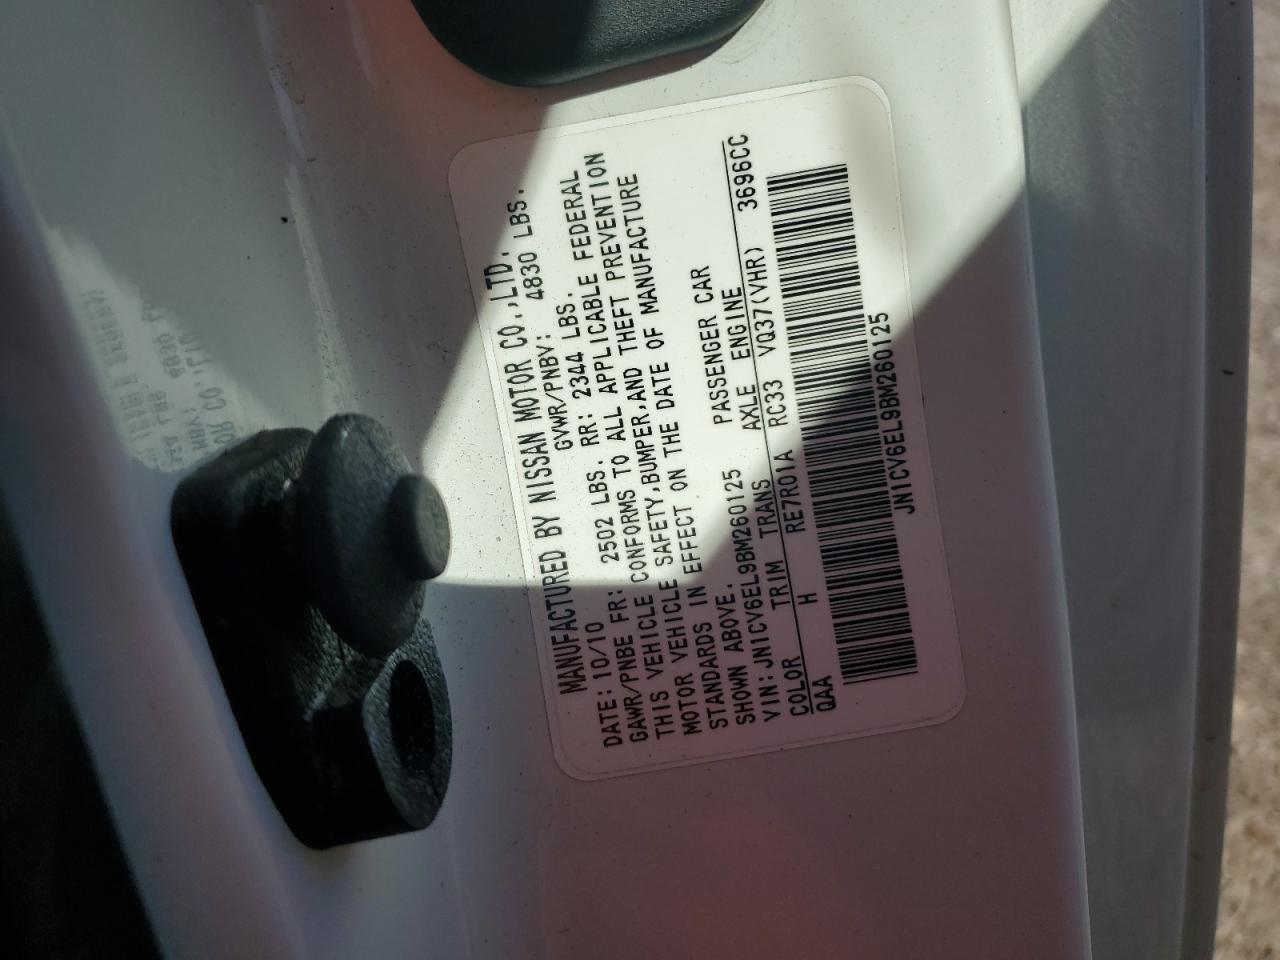 MANUFACTURED BY NISSAN MOTOR CO.,LTD.
DATE: 10/10 GVWR/PNBV: 4830 LBS.
GAWR/PNBE FR: 2502 LBS. RR: 2344 LBS.
THIS VEHICLE CONFORMS TO ALL APPLICABLE FEDERAL
MOTOR VEHICLE SAFETY,BUMPER,AND THEFT PREVENTION
STANDARDS IN EFFECT ON THE DATE OF MANUFACTURE
SHOWN ABOVE.
VIN: JN1CV6EL9BM260125 PASSENGER CAR
COLOR TRIM TRANS AXLE ENGINE
QAA H RE7R01A RC33 VQ37(VHR) 3696CC
JN1CV6EL9BM260125